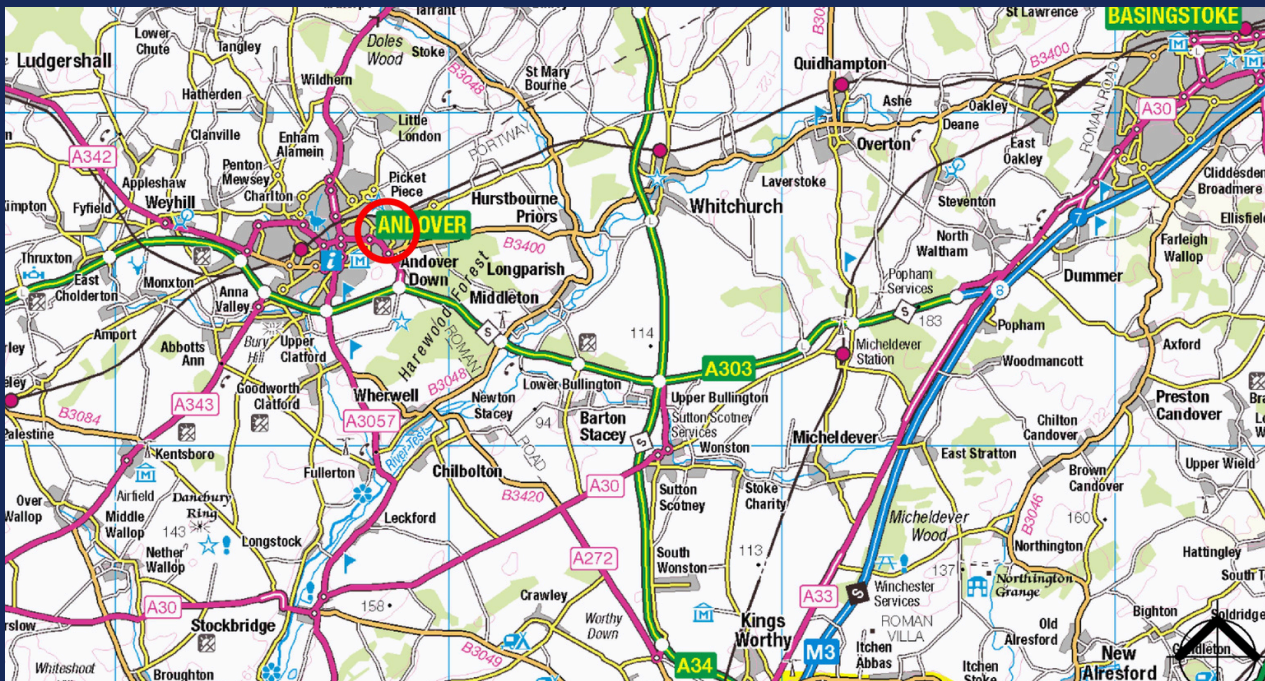 BASINGSTOKE
St Lawrence
Tarrant
Lower
Chute
Tangley
Doles
Wood
Stoke
B3048
Ludgershall
Wildhern
St Mary
Bourne
Quidhampton
B3400
ROMAN ROAD
Hatherden
Ashe
Oakley
A30
Little
London
Deane
Clanville
Enham
Alamein
PORTWAY
Overton
East
Oakley
A342
Penton
Mewsey
Picket
Piece
Laverstoke
Cliddesden
Appleshaw
Charlton
Hurstbourne
Priors
Steventon
Broadmere
Weyhill
Whitchurch
7
Fyfield
ANDOVER
B3400
North
Waltham
Ellisfield
Farleigh
Wallop
Thruxton
i
M
Andover
Down
Longparish
Popham
Services
Dummer
East
Cholderton
Monxton
Anna
Valley
Middleton
8
Harewood Forest
S
183
Amport
ROMAN
114
Popham
Bury
Hill
Upper
Clatford
Micheldever
Station
Axford
Abbotts
Ann
A303
Woodmancott
B3048
Lower Bullington
Goodworth
Clatford
Wherwell
Newton
Stacey
Upper Bullington
Preston
Candover
A343
B3084
A3057
94
Barton
Stacey
Sutton Scotney
Services
Chilton
Candover
Palestine
River Test
ROAD
Wonston
Micheldever
Kentsboro
East Stratton
Fullerton
Chilbolton
Brown
Candover
Upper Wield
Over
Wallop
Airfield
Danebury
Ring
B3420
A30
Sutton
Scotney
Stoke
Charity
B3046
Middle
Wallop
143
Leckford
Micheldever
Wood
160
Nether
Wallop
Longstock
Northington
Hattingley
A272
South
Wonston
113
137
Northington
Grange
Winchester
Services
A30
158
Crawley
A33
Stockbridge
Worthy
Down
Kings
Worthy
ROMAN
VILLA
Old
Alresford
Bighton
Soldridge
B3049
M3
Whiteshoot
Itchen
Abbas
New
Alresford
Broughton
A34
Itchen
Stoke